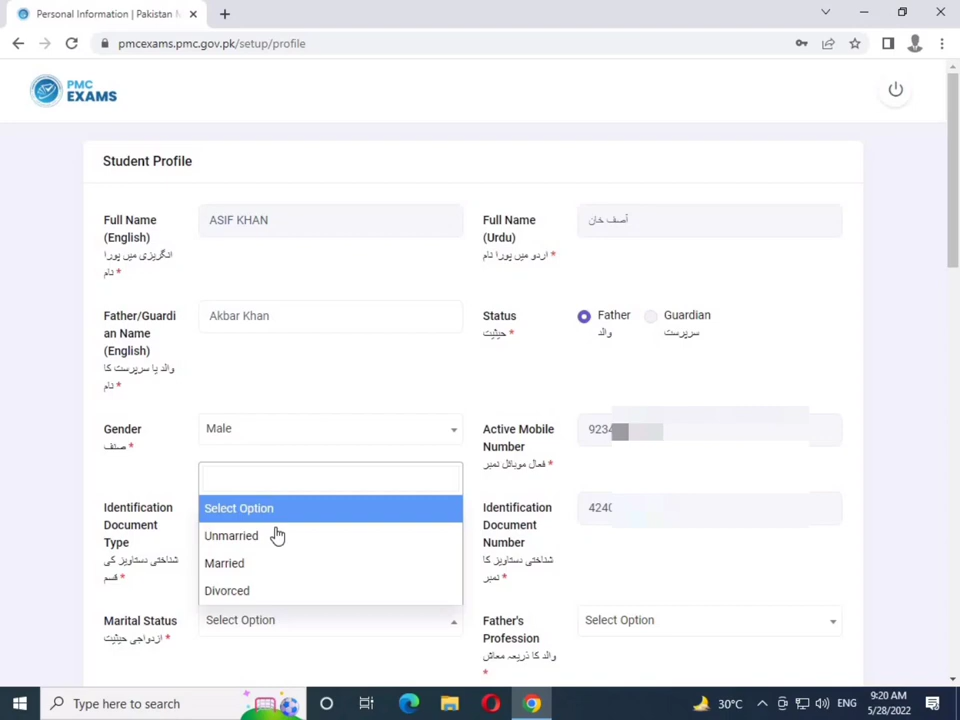 Personal Information | Pakistan
pmcexams.pmc.gov.pk/setup/profile
PMC
EXAMS
Student Profile
Full Name
(English)
انگریزی میں پورا
نام *
ASIF KHAN
Full Name
(Urdu)
اردو میں پورا نام *
آصف خان
Father/Guardi
an Name
(English)
والد یا سرپرست کا
نام *
Akbar Khan
Status
حیثیت *
Father
والد
Guardian
سرپرست
Gender
صنف *
Male
Active Mobile
Number
فعال موبائل نمبر *
923
Identification
Document
Type
شناختی دستاویز کی
قسم *
Select Option
Unmarried
Married
Divorced
Identification
Document
Number
شناختی دستاویز کا
نمبر *
424
Marital Status
ازدواجی حیثیت *
Select Option
Father's
Profession
والد کا ذریعہ معاش
*
Select Option
Type here to search
30°C
ENG
9:20 AM
5/28/2022